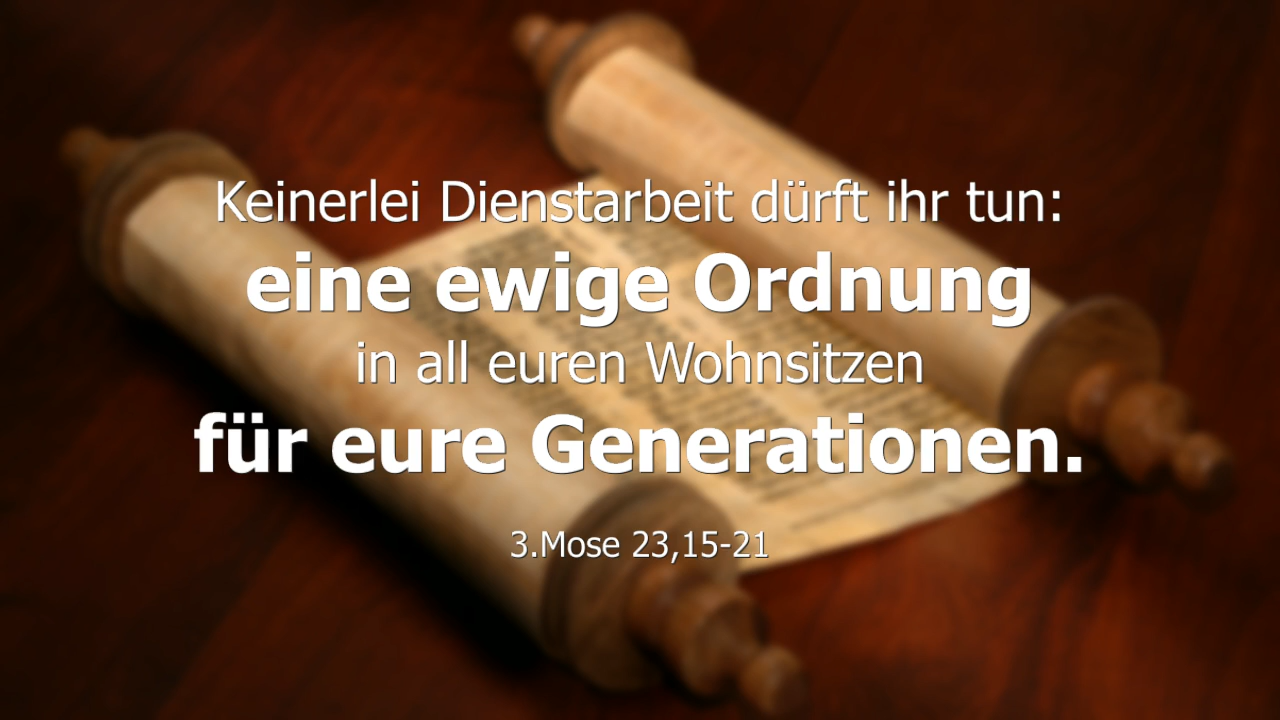 Keinerlei Dienstarbeit dürft ihr tun:
eine ewige Ordnung
in all euren Wohnsitzen
für eure Generationen.
3.Mose 23,15-21